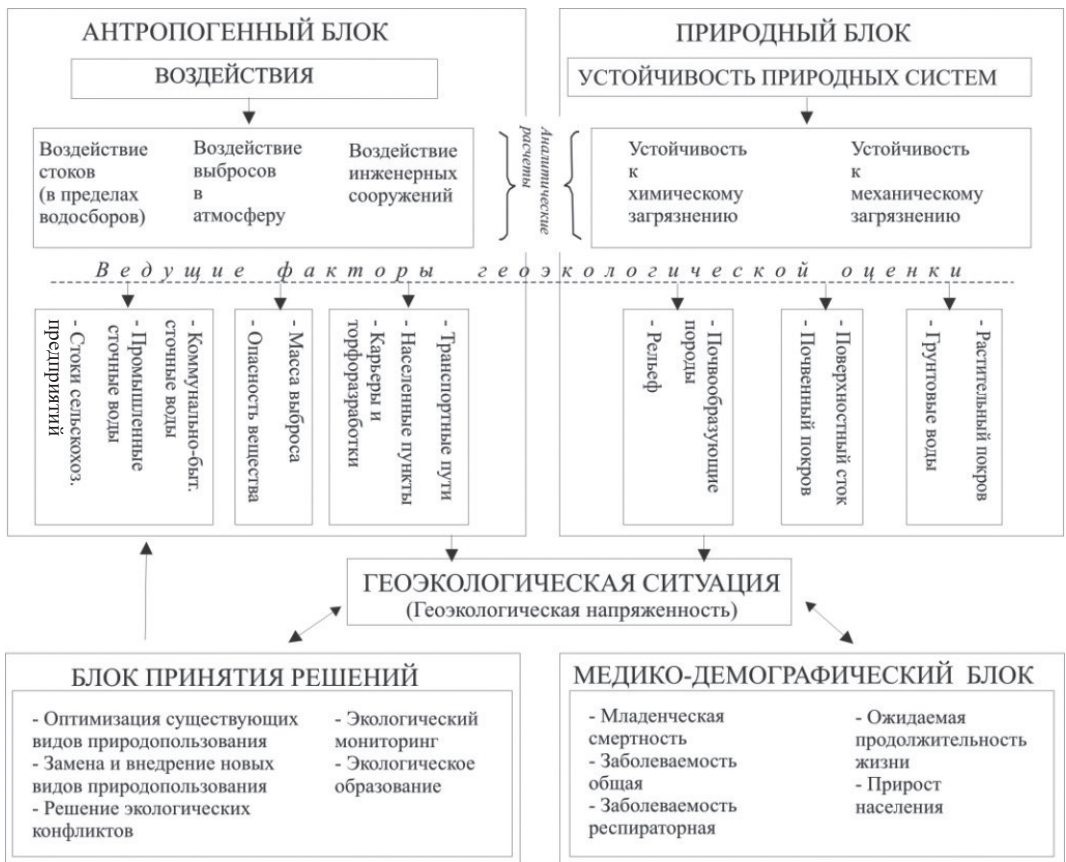 АНТРОПОГЕННЫЙ БЛОК
ВОЗДЕЙСТВИЯ
Воздействие
стоков
(в пределах
водосборов)
Воздействие
выбросов
в
атмосферу
Воздействие
инженерных
сооружений
Аналитические
расчеты
ПРИРОДНЫЙ БЛОК
УСТОЙЧИВОСТЬ ПРИРОДНЫХ СИСТЕМ
Устойчивость
к
химическому
загрязнению
Устойчивость
к
механическому
загрязнению
Ведущие факторы геоэкологической оценки
- Коммунально-быт.
сточные воды
- Промышленные
сточные воды
- Стоки сельскохоз.
предприятий
- Масса выброса
- Опасность вещества
- Транспортные пути
- Населенные пункты
- Карьеры и
торфоразработки
- Почвообразующие
породы
- Рельеф
- Поверхностный сток
- Почвенный покров
- Растительный покров
- Грунтовые воды
ГЕОЭКОЛОГИЧЕСКАЯ СИТУАЦИЯ
(Геоэкологическая напряженность)
БЛОК ПРИНЯТИЯ РЕШЕНИЙ
- Оптимизация существующих
видов природопользования
- Замена и внедрение новых
видов природопользования
- Решение экологических
конфликтов
- Экологический
мониторинг
- Экологическое
образование
МЕДИКО-ДЕМОГРАФИЧЕСКИЙ БЛОК
- Младенческая
смертность
- Заболеваемость
общая
- Заболеваемость
респираторная
- Ожидаемая
продолжительность
жизни
- Прирост
населения